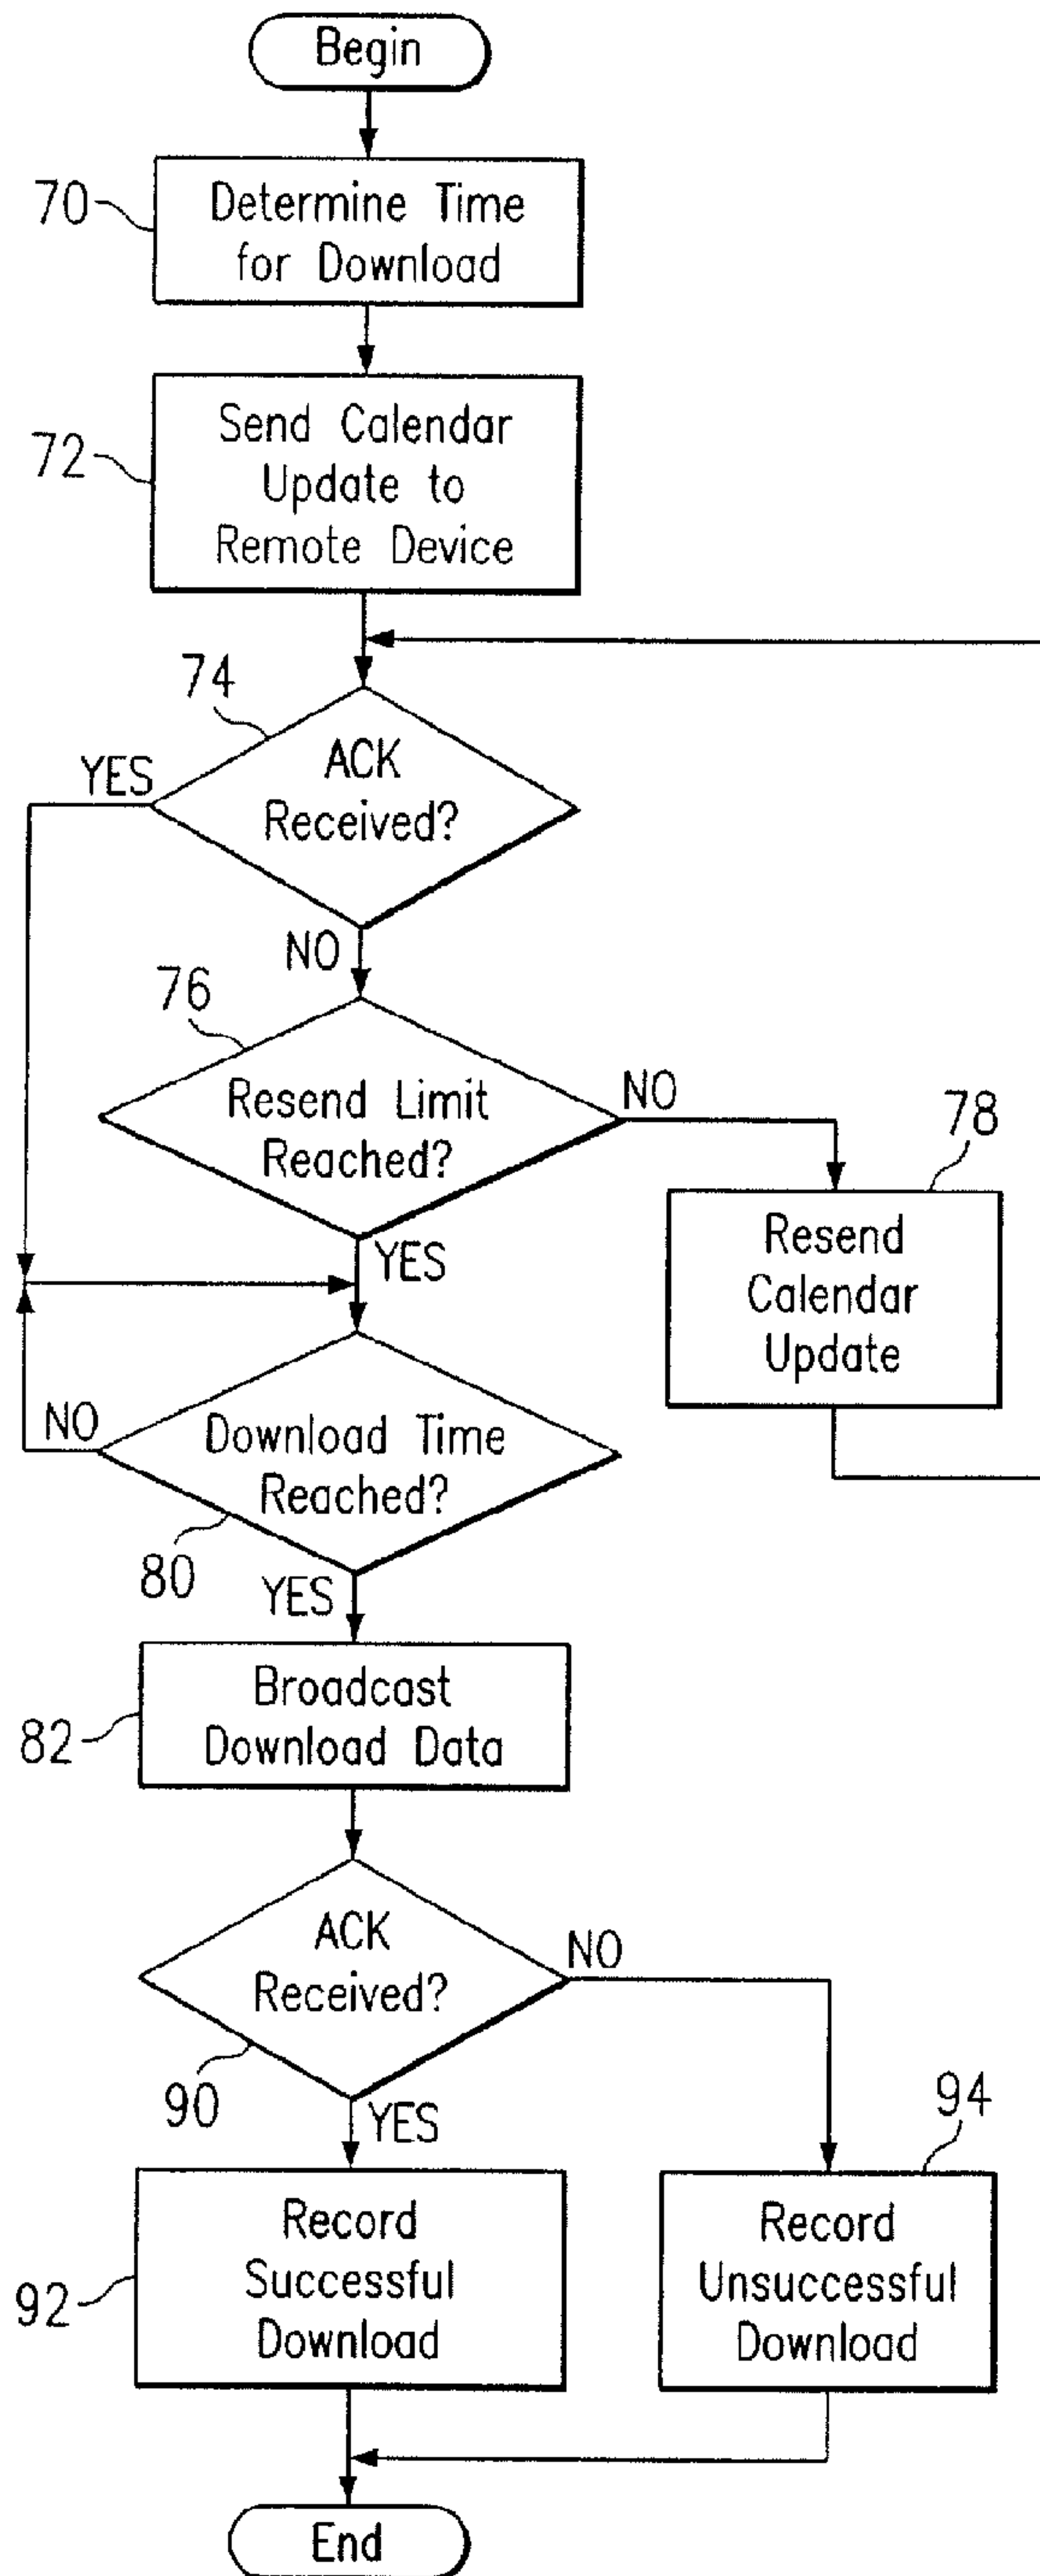 Begin
70
Determine Time
for Download
72
Send Calendar
Update to
Remote Device
74
YES
ACK
Received?
NO
76
Resend Limit
Reached?
NO
78
Resend
Calendar
Update
YES
NO
Download Time
Reached?
80
YES
82
Broadcast
Download Data
ACK
Received?
NO
90
YES
94
92
Record
Successful
Download
Record
Unsuccessful
Download
End